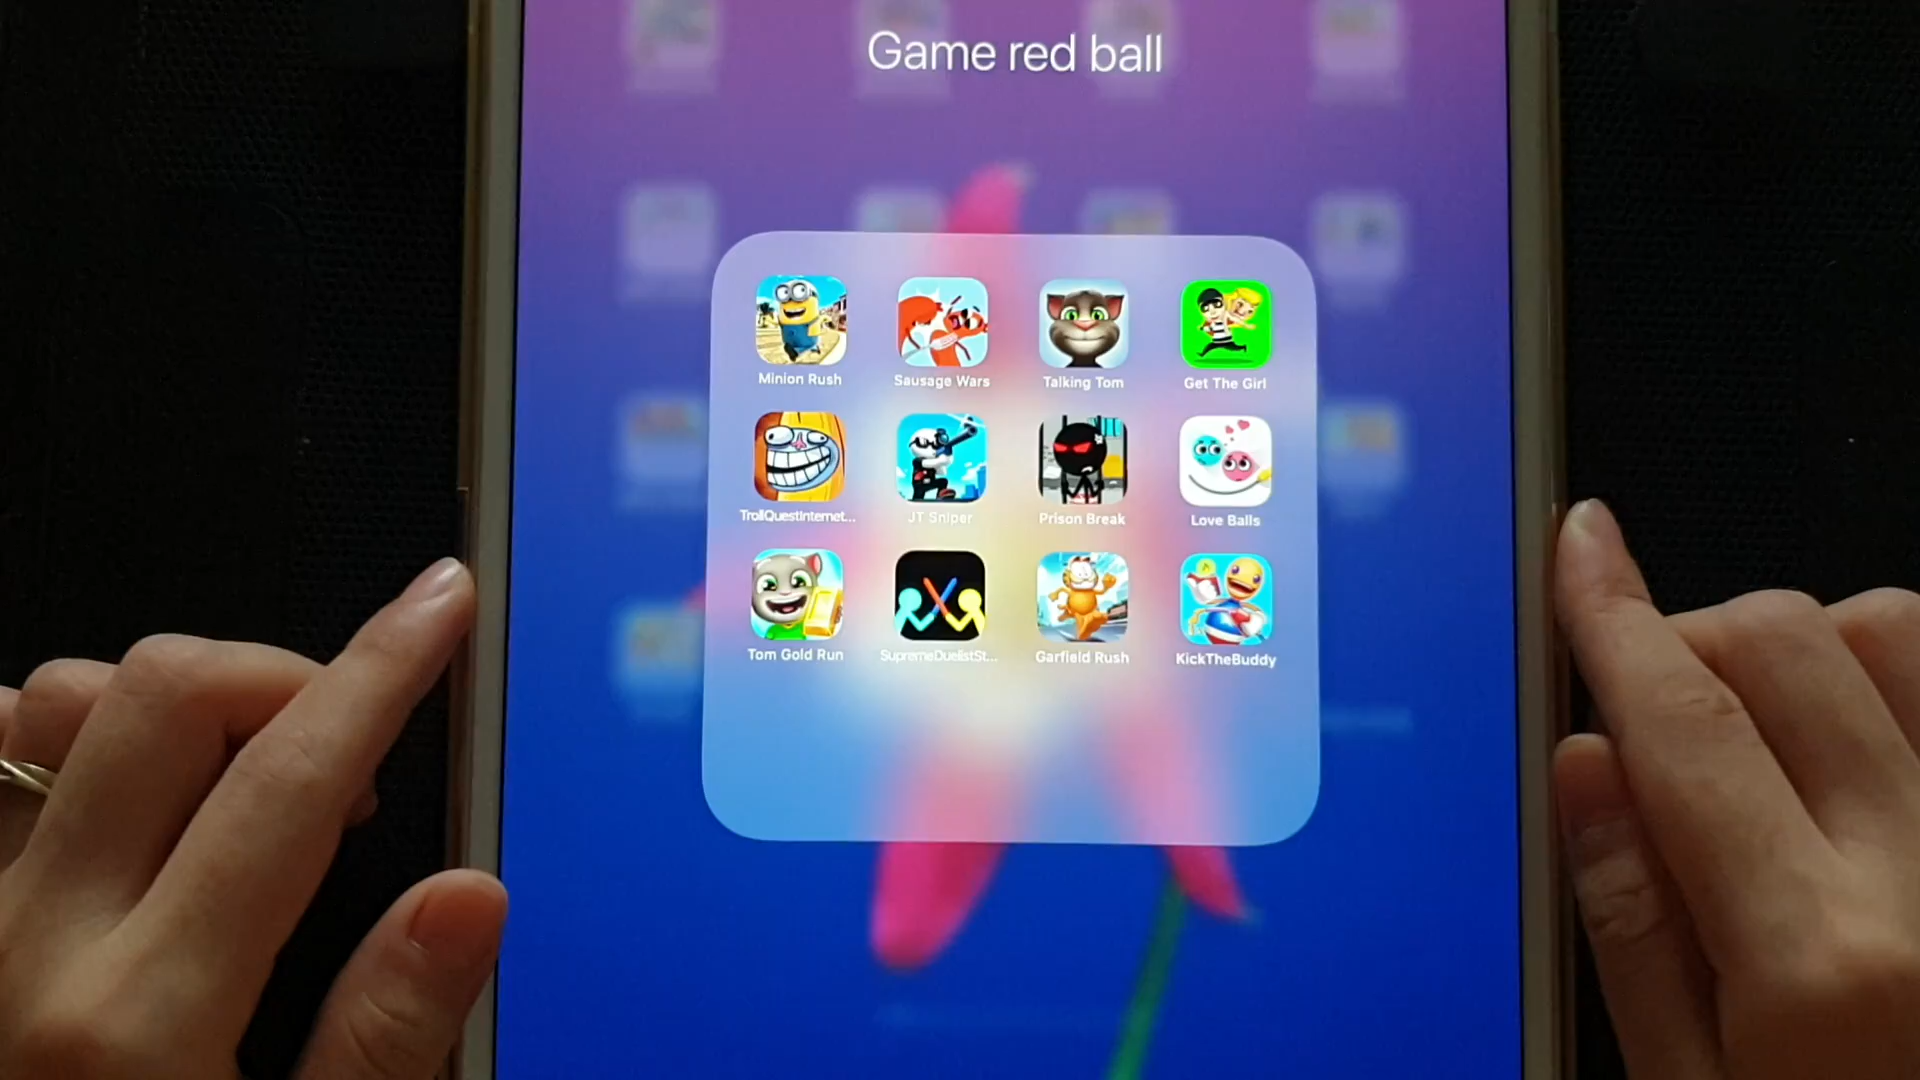 Game red ball
Minion Rush
Sausage Wars
Talking Tom
Get The Girl
TrollQuestInternet...
JT Sniper
Prison Break
Love Balls
Tom Gold Run
SupremeDuelistSt...
Garfield Rush
KickTheBuddy